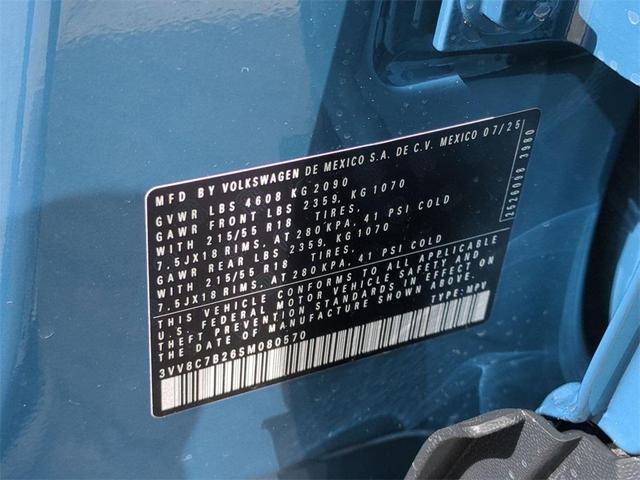 MFD BY VOLKSWAGEN DE MEXICO S.A. DE C.V. MEXICO 07/25
GVWR LBS 4608 KG 2090
GAWR FRONT LBS 2359, KG 1070
WITH 215/55 R18 TIRES.
7.5JX18 RIMS. AT 280 KPA, 41 PSI COLD
GAWR REAR LBS 2359, KG 1070
WITH 215/55 R18 TIRES.
7.5JX18 RIMS. AT 280 KPA, 41 PSI COLD
THIS VEHICLE CONFORMS TO ALL APPLICABLE
U.S. FEDERAL MOTOR VEHICLE SAFETY AND
THEFT PREVENTION STANDARDS IN EFFECT ON
THE DATE OF MANUFACTURE SHOWN ABOVE.
3VV8C7B26SM080570 TYPE: MPV
2526098 3980